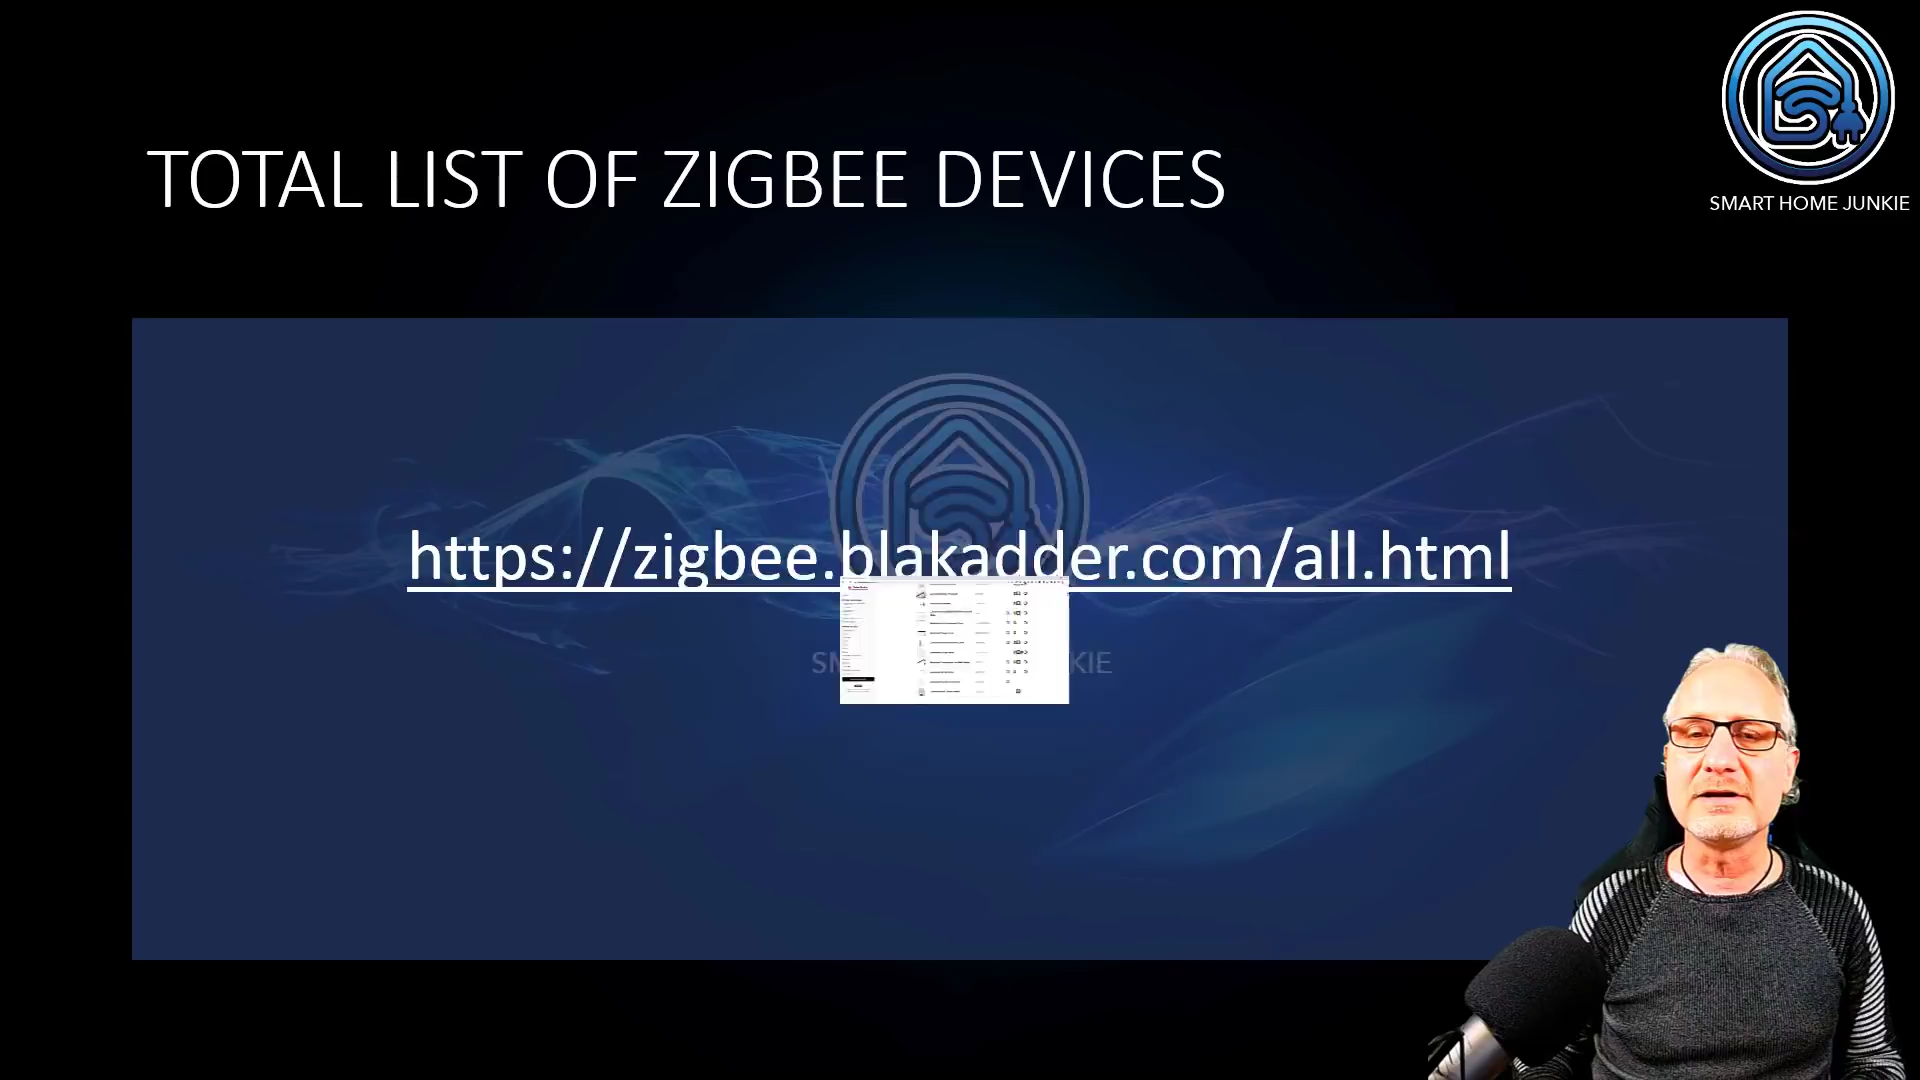 TOTAL LIST OF ZIGBEE DEVICES
SMART HOME JUNKIE
https://zigbee.blakadder.com/all.html